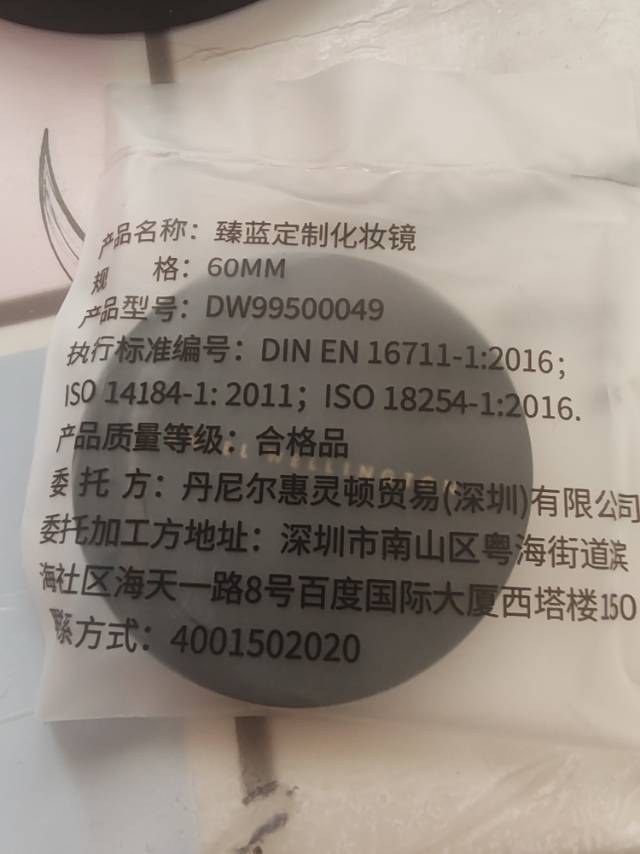 产品名称：臻蓝定制化妆镜
规 格：60MM
产品型号：DW99500049
执行标准编号：DIN EN 16711-1:2016；
ISO 14184-1: 2011；ISO 18254-1:2016.
产品质量等级：合格品
EL WELLINGTON
委 托 方：丹尼尔惠灵顿贸易(深圳)有限公司
委托加工方地址：深圳市南山区粤海街道滨
海社区海天一路8号百度国际大厦西塔楼150
联系方式：4001502020